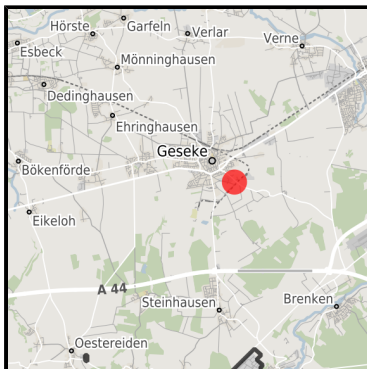 Hörste
Garfeln
Verlar
Verne
Esbeck
Mönninghausen
Dedinghausen
Ehringhausen
Geseke
Bökenförde
Eikeloh
A 44
Steinhausen
Brenken
Oestereiden